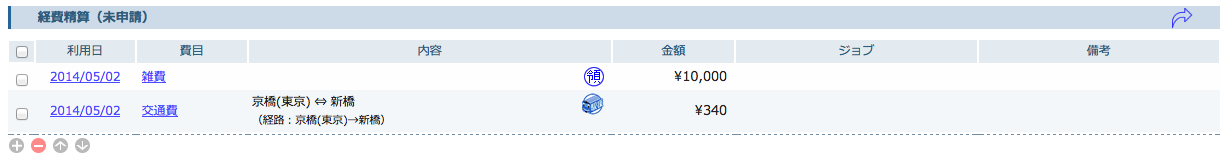 経費精算（未申請）
利用日 費目 内容 金額 ジョブ 備考
2014/05/02 雑費 領 ¥10,000
2014/05/02 交通費 京橋(東京) ⇔ 新橋 ¥340
（経路：京橋(東京)→新橋）